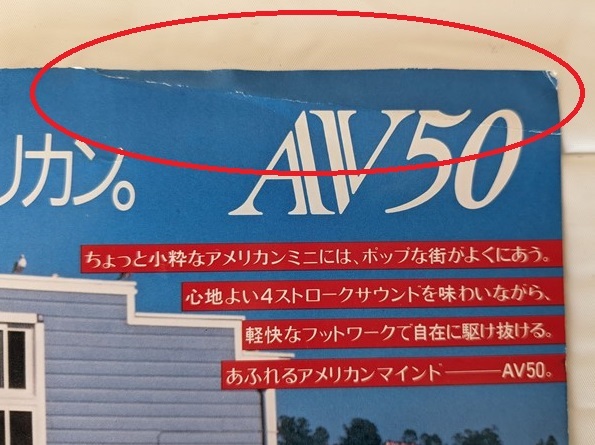 リカン。
AV50
ちょっと小粋なアメリカンミニには、ポップな街がよくにあう。
心地よい4ストロークサウンドを味わいながら、
軽快なフットワークで自在に駆け抜ける。
あふれるアメリカンマインド――AV50。